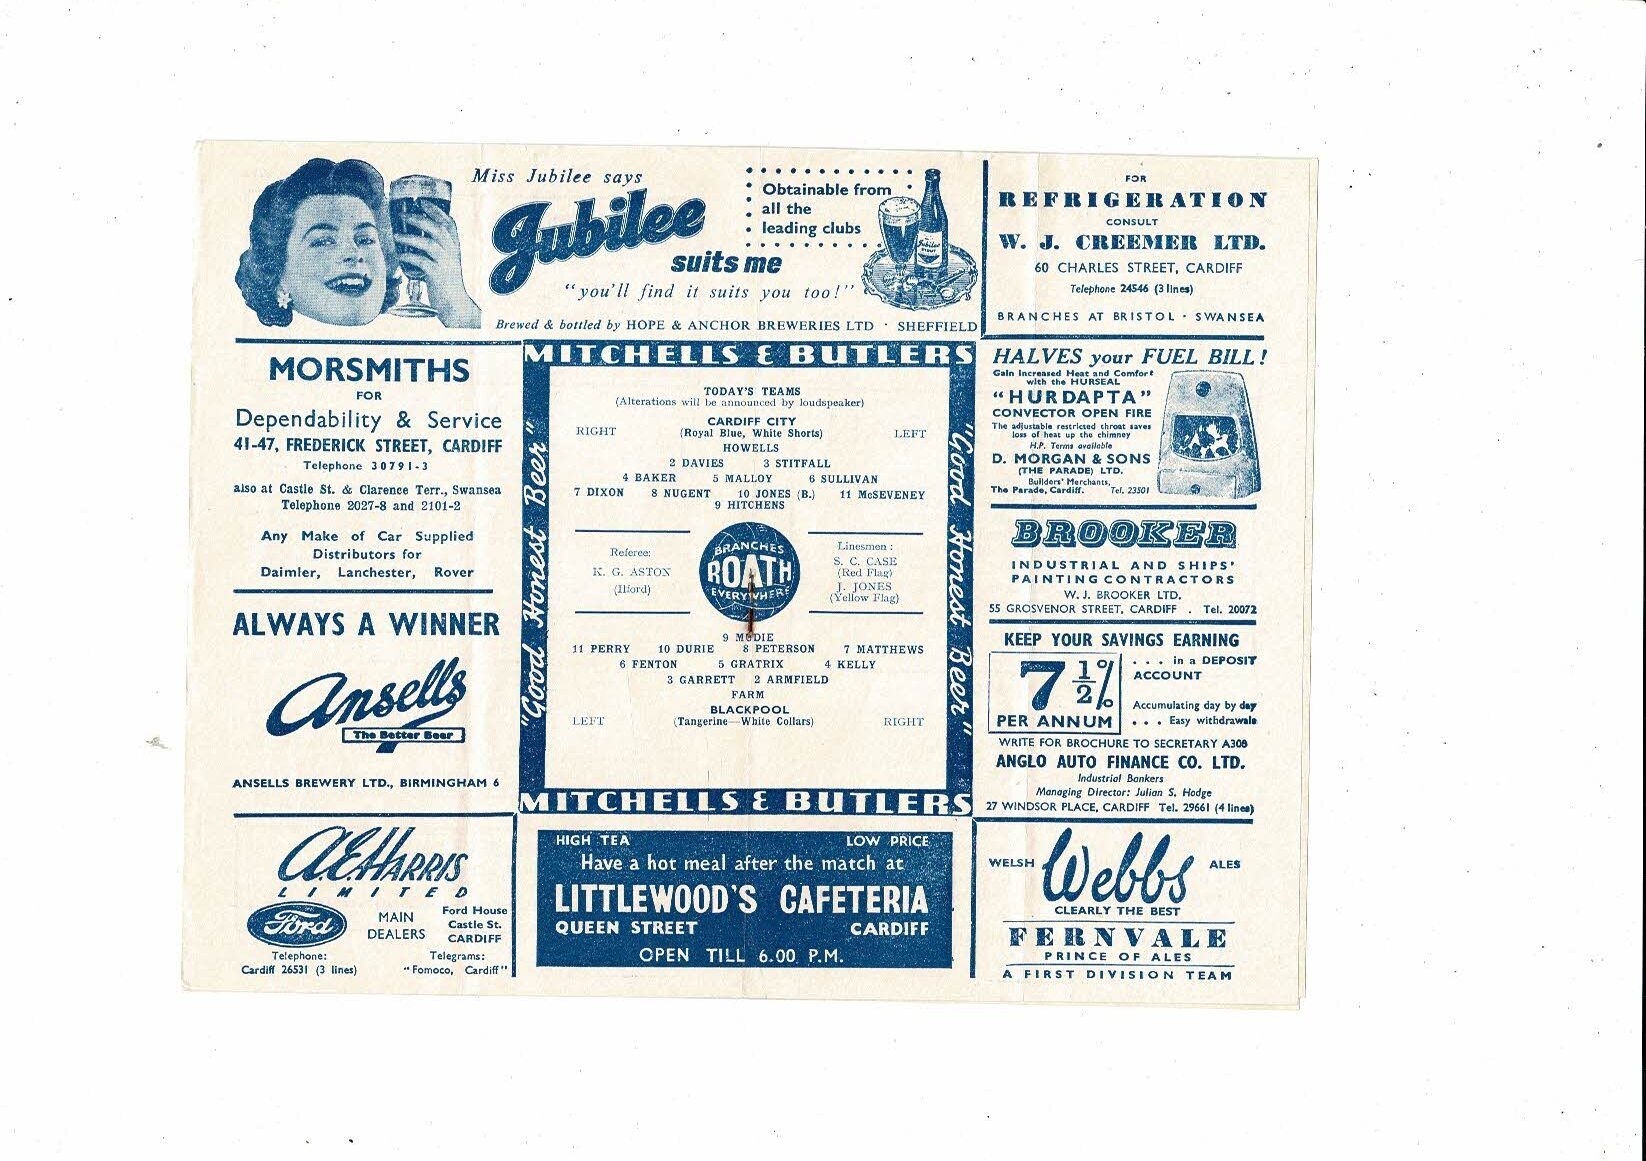 Miss Jubilee says
Jubilee
suits me
"you'll find it suits you too!"
Obtainable from
all the
leading clubs
Brewed & bottled by HOPE & ANCHOR BREWERIES LTD · SHEFFIELD
FOR
REFRIGERATION
CONSULT
W. J. CREEMER LTD.
60 CHARLES STREET, CARDIFF
Telephone 24546 (3 lines)
BRANCHES AT BRISTOL · SWANSEA
MORSMITHS
FOR
Dependability & Service
41-47, FREDERICK STREET, CARDIFF
Telephone 30791-3
also at Castle St. & Clarence Terr., Swansea
Telephone 2027-8 and 2101-2
Any Make of Car Supplied
Distributors for
Daimler, Lanchester, Rover
ALWAYS A WINNER
Ansells
The Better Beer
ANSELLS BREWERY LTD., BIRMINGHAM 6
A.E. HARRIS
LIMITED
Ford
MAIN
DEALERS
Ford House
Castle St.
CARDIFF
Telephone:
Cardiff 26531 (3 lines)
Telegrams:
"Fomoco, Cardiff"
MITCHELLS & BUTLERS
"Good Honest Beer"
"Good Honest Beer"
TODAY'S TEAMS
(Alterations will be announced by loudspeaker)
CARDIFF CITY
RIGHT (Royal Blue, White Shorts) LEFT
HOWELLS
2 DAVIES 3 STITFALL
4 BAKER 5 MALLOY 6 SULLIVAN
7 DIXON 8 NUGENT 10 JONES (B.) 11 McSEVENEY
9 HITCHENS
Referee:
K. G. ASTON
(Ilford)
BRANCHES
ROATH
EVERYWHERE
Linesmen :
S. C. CASE
(Red Flag)
J. JONES
(Yellow Flag)
9 MUDIE
11 PERRY 10 DURIE 8 PETERSON 7 MATTHEWS
6 FENTON 5 GRATRIX 4 KELLY
3 GARRETT 2 ARMFIELD
FARM
BLACKPOOL
LEFT (Tangerine—White Collars) RIGHT
MITCHELLS & BUTLERS
HIGH TEA LOW PRICE
Have a hot meal after the match at
LITTLEWOOD'S CAFETERIA
QUEEN STREET CARDIFF
OPEN TILL 6.00 P.M.
HALVES your FUEL BILL!
Gain Increased Heat and Comfort
with the HURSEAL
"HURDAPTA"
CONVECTOR OPEN FIRE
The adjustable restricted throat saves
loss of heat up the chimney
H.P. Terms available
D. MORGAN & SONS
(THE PARADE) LTD.
Builders' Merchants,
The Parade, Cardiff. Tel. 23501
BROOKER
INDUSTRIAL AND SHIPS'
PAINTING CONTRACTORS
W. J. BROOKER LTD.
55 GROSVENOR STREET, CARDIFF . Tel. 20072
KEEP YOUR SAVINGS EARNING
7 1/2%
PER ANNUM
. . . in a DEPOSIT
ACCOUNT
Accumulating day by day
. . . Easy withdrawals
WRITE FOR BROCHURE TO SECRETARY A308
ANGLO AUTO FINANCE CO. LTD.
Industrial Bankers
Managing Director: Julian S. Hodge
27 WINDSOR PLACE, CARDIFF Tel. 29661 (4 lines)
WELSH Webbs ALES
CLEARLY THE BEST
FERNVALE
PRINCE OF ALES
A FIRST DIVISION TEAM